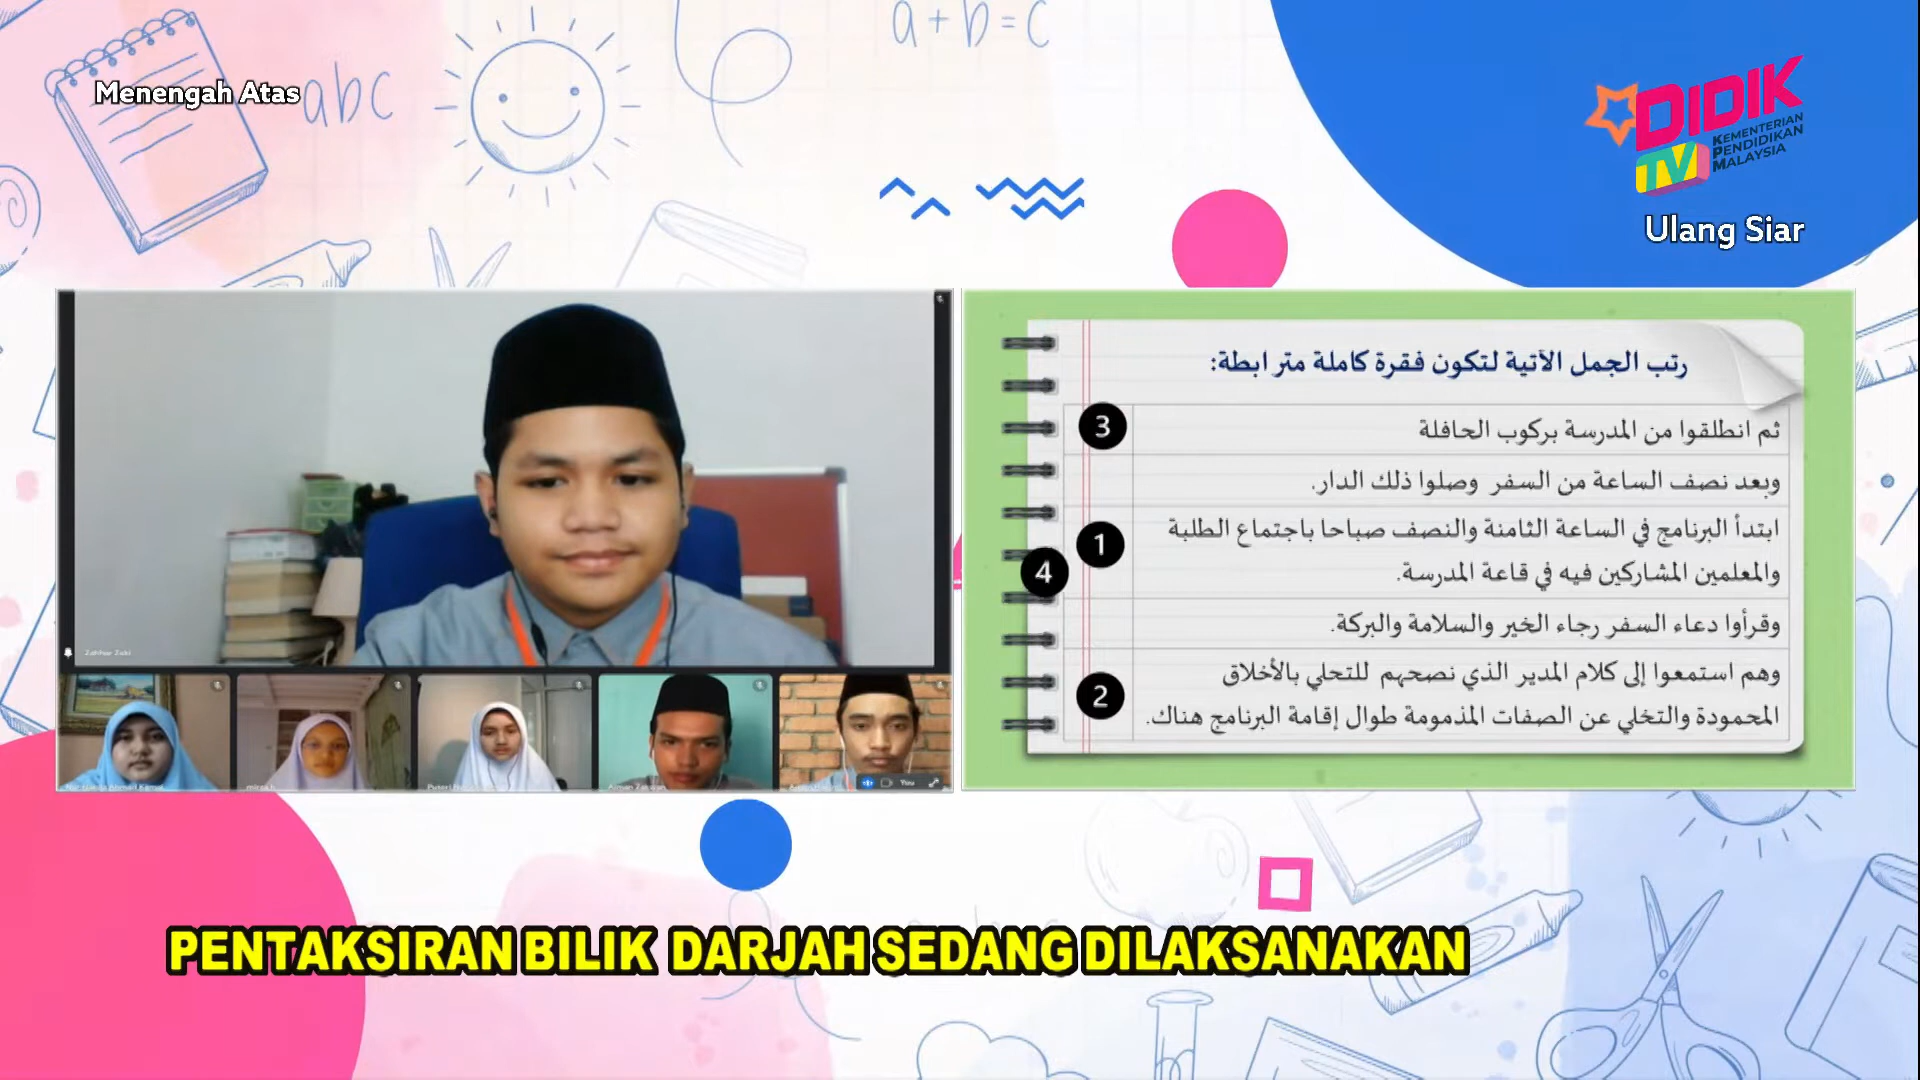 Menengah Atas
abc
a+b=c
DIDIK
TV
KEMENTERIAN
PENDIDIKAN
MALAYSIA
Ulang Siar
رتب الجمل الآتية لتكون فقرة كاملة مترابطة:
3
ثم انطلقوا من المدرسة بركوب الحافلة
وبعد نصف الساعة من السفر وصلوا ذلك الدار.
1
ابتدأ البرنامج في الساعة الثامنة والنصف صباحا باجتماع الطلبة
والمعلمين المشاركين فيه في قاعة المدرسة.
4
وقرأوا دعاء السفر رجاء الخير والسلامة والبركة.
2
وهم استمعوا إلى كلام المدير الذي نصحهم للتحلي بالأخلاق
المحمودة والتخلي عن الصفات المذمومة طوال إقامة البرنامج هناك.
You
PENTAKSIRAN BILIK DARJAH SEDANG DILAKSANAKAN